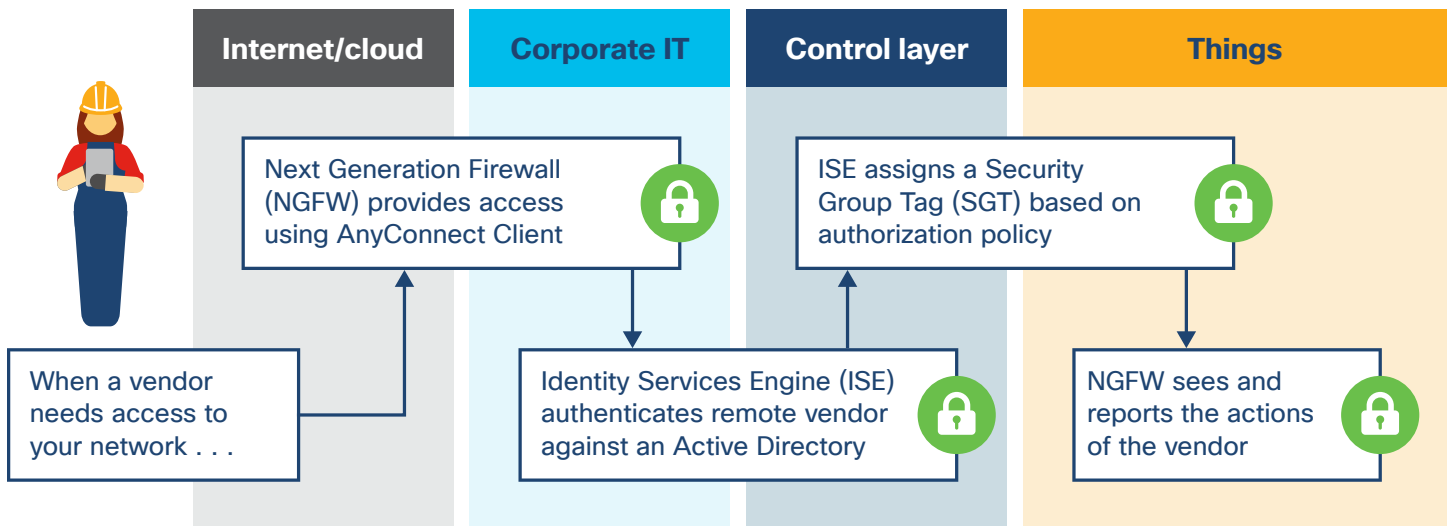 Internet/cloud
Corporate IT
Control layer
Things
When a vendor
needs access to
your network . . .
Next Generation Firewall
(NGFW) provides access
using AnyConnect Client
Identity Services Engine (ISE)
authenticates remote vendor
against an Active Directory
ISE assigns a Security
Group Tag (SGT) based on
authorization policy
NGFW sees and
reports the actions
of the vendor